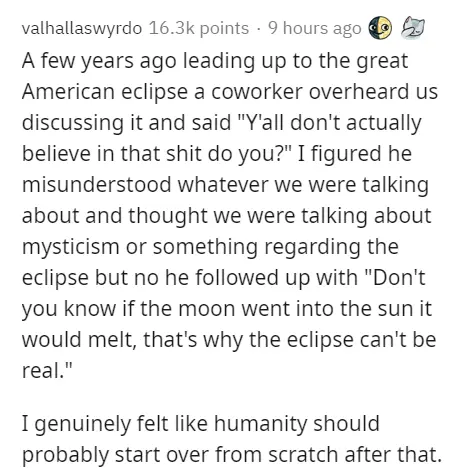 valhallaswyrdo 16.3k points · 9 hours ago
A few years ago leading up to the great
American eclipse a coworker overheard us
discussing it and said "Y'all don't actually
believe in that shit do you?" I figured he
misunderstood whatever we were talking
about and thought we were talking about
mysticism or something regarding the
eclipse but no he followed up with "Don't
you know if the moon went into the sun it
would melt, that's why the eclipse can't be
real."
I genuinely felt like humanity should
probably start over from scratch after that.